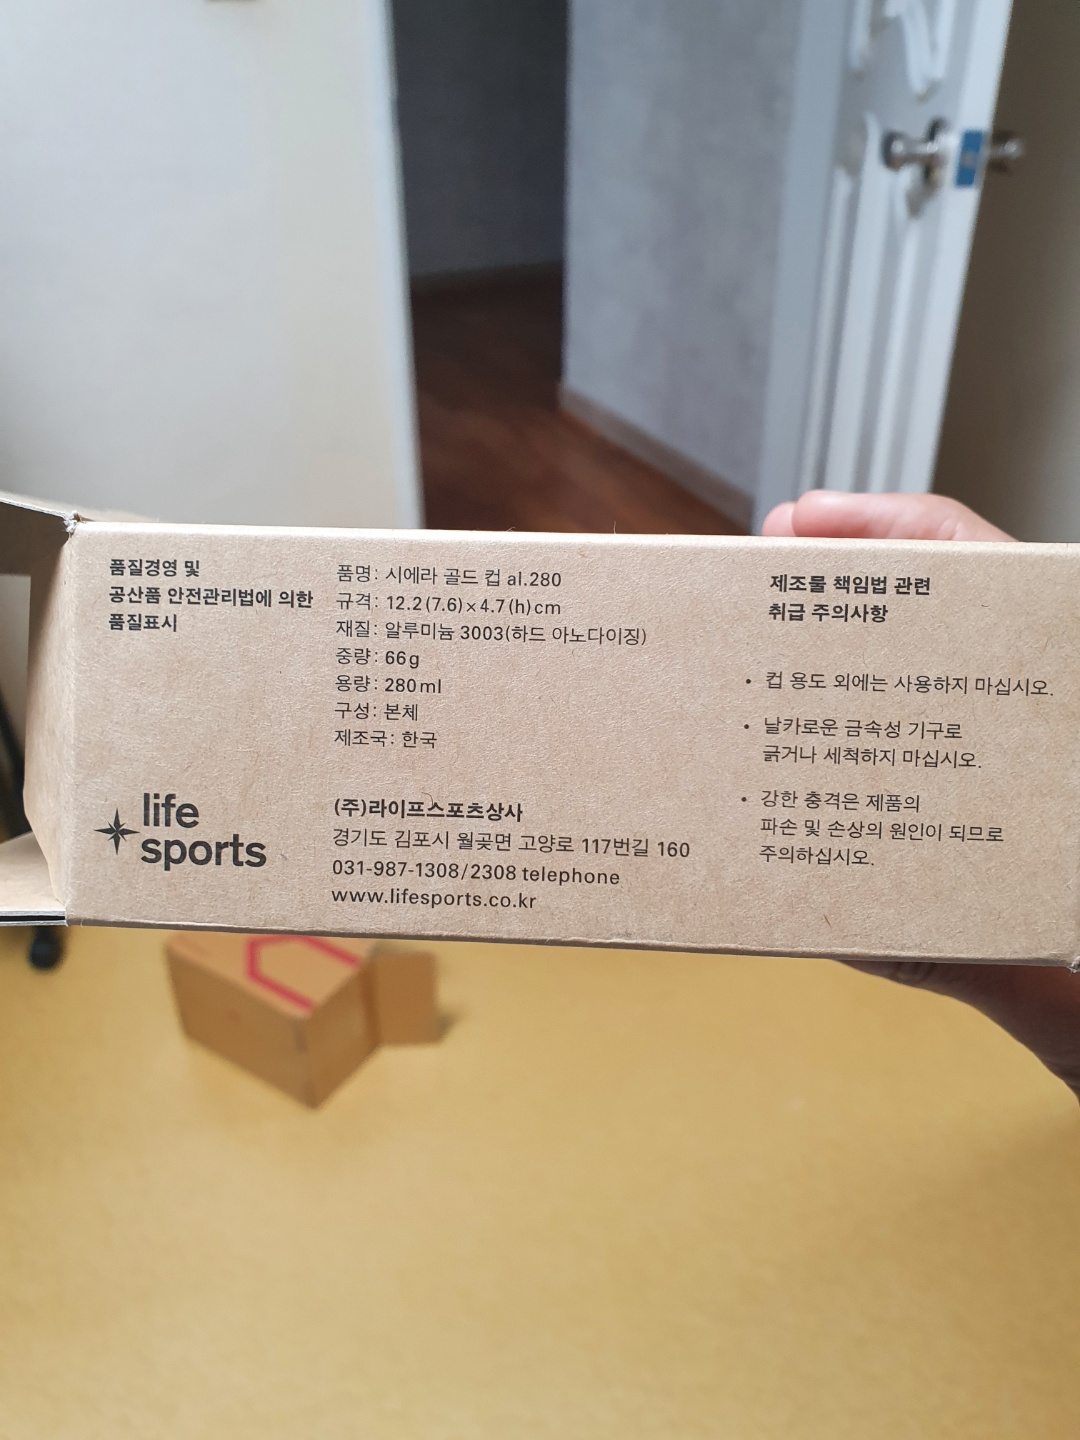 품질경영 및
공산품 안전관리법에 의한
품질표시
품명: 시에라 골드 컵 al.280
규격: 12.2(7.6)×4.7(h)cm
재질: 알루미늄 3003(하드 아노다이징)
중량: 66g
용량: 280ml
구성: 본체
제조국: 한국
life
sports
(주)라이프스포츠상사
경기도 김포시 월곶면 고양로 117번길 160
031-987-1308/2308 telephone
www.lifesports.co.kr
제조물 책임법 관련
취급 주의사항
• 컵 용도 외에는 사용하지 마십시오.
• 날카로운 금속성 기구로
긁거나 세척하지 마십시오.
• 강한 충격은 제품의
파손 및 손상의 원인이 되므로
주의하십시오.